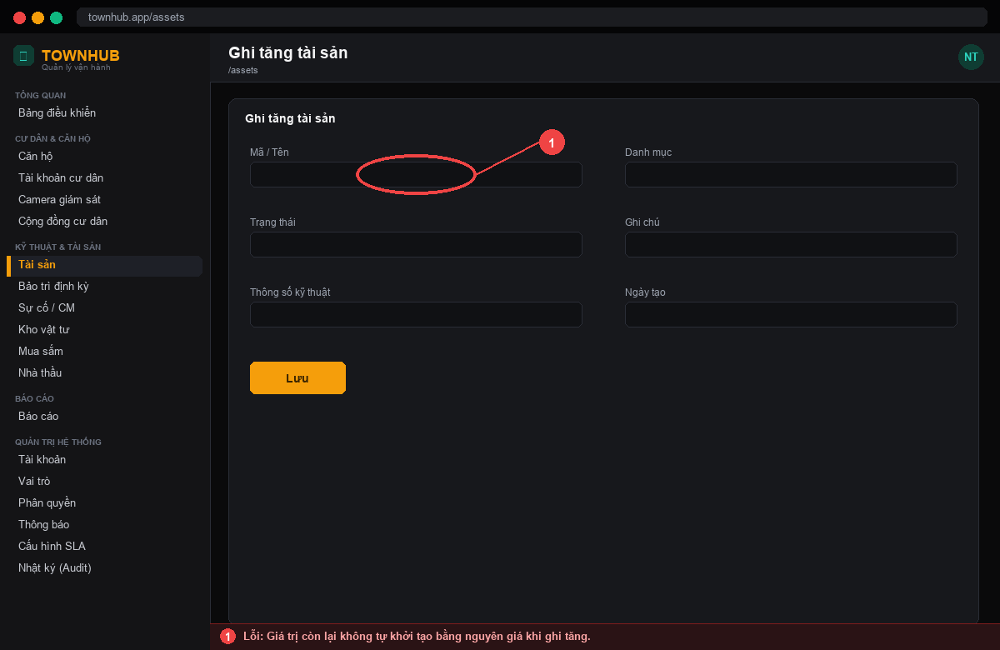 townhub.app/assets
TOWNHUB
Quản lý vận hành
TỔNG QUAN
Bảng điều khiển
CƯ DÂN & CĂN HỘ
Căn hộ
Tài khoản cư dân
Camera giám sát
Cộng đồng cư dân
KỸ THUẬT & TÀI SẢN
Tài sản
Bảo trì định kỳ
Sự cố / CM
Kho vật tư
Mua sắm
Nhà thầu
BÁO CÁO
Báo cáo
QUẢN TRỊ HỆ THỐNG
Tài khoản
Vai trò
Phân quyền
Thông báo
Cấu hình SLA
Nhật ký (Audit)
Ghi tăng tài sản
/assets
NT
Ghi tăng tài sản
1
Mã / Tên
Danh mục
Trạng thái
Ghi chú
Thông số kỹ thuật
Ngày tạo
Lưu
1 Lỗi: Giá trị còn lại không tự khởi tạo bằng nguyên giá khi ghi tăng.